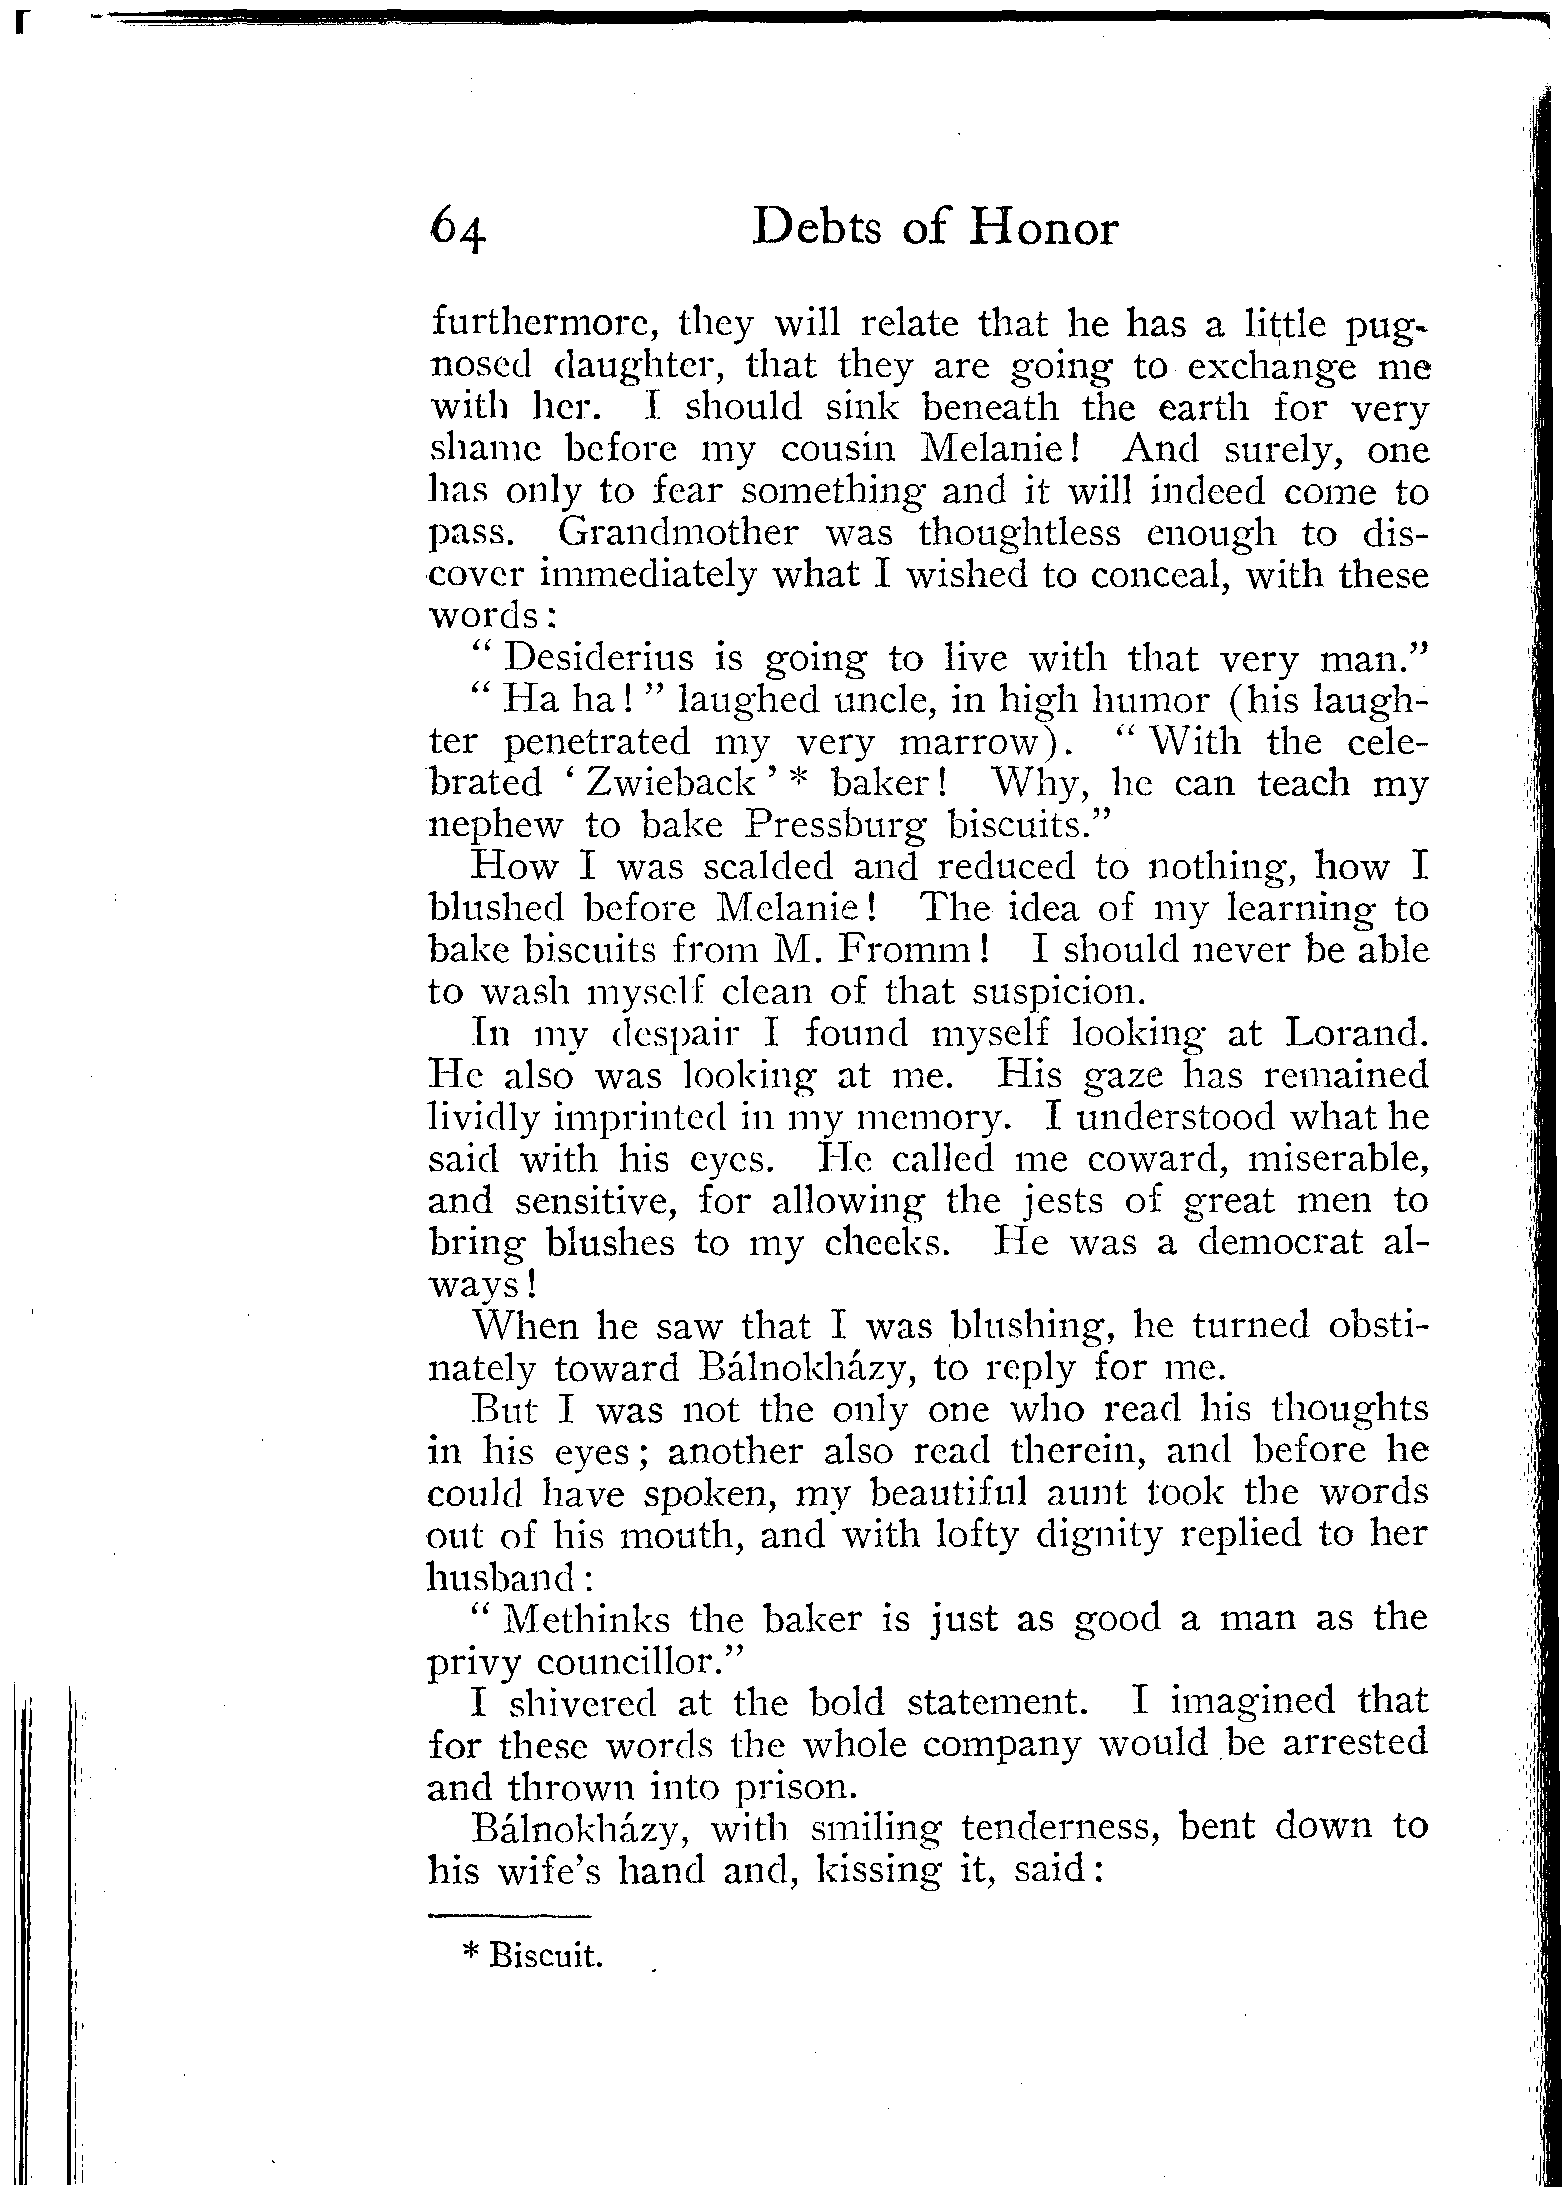 64 Debts of Honor
furthermore, they will relate that he has a little pug-
nosed daughter, that they are going to exchange me
with her. I should sink beneath the earth for very
shame before my cousin Melanie! And surely, one
has only to fear something and it will indeed come to
pass. Grandmother was thoughtless enough to dis-
cover immediately what I wished to conceal, with these
words:
“Desiderius is going to live with that very man.”
“Ha ha!” laughed uncle, in high humor (his laugh-
ter penetrated my very marrow). “With the cele-
brated ‘Zwieback’* baker! Why, he can teach my
nephew to bake Pressburg biscuits.”
How I was scalded and reduced to nothing, how I
blushed before Melanie! The idea of my learning to
bake biscuits from M. Fromm! I should never be able
to wash myself clean of that suspicion.
In my despair I found myself looking at Lorand.
He also was looking at me. His gaze has remained
lividly imprinted in my memory. I understood what he
said with his eyes. He called me coward, miserable,
and sensitive, for allowing the jests of great men to
bring blushes to my cheeks. He was a democrat al-
ways!
When he saw that I was blushing, he turned obsti-
nately toward Bálnokházy, to reply for me.
But I was not the only one who read his thoughts
in his eyes; another also read therein, and before he
could have spoken, my beautiful aunt took the words
out of his mouth, and with lofty dignity replied to her
husband:
“Methinks the baker is just as good a man as the
privy councillor.”
I shivered at the bold statement. I imagined that
for these words the whole company would be arrested
and thrown into prison.
Bálnokházy, with smiling tenderness, bent down to
his wife's hand and, kissing it, said:
* Biscuit.